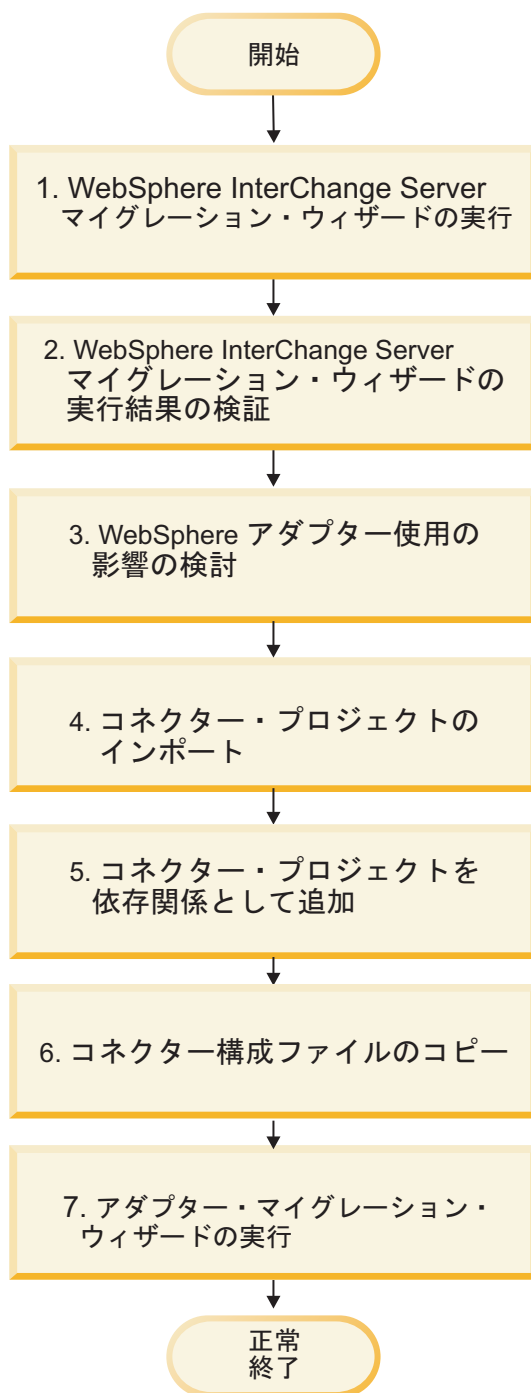 開始
1. WebSphere InterChange Server
マイグレーション・ウィザードの実行
2. WebSphere InterChange Server
マイグレーション・ウィザードの
実行結果の検証
3. WebSphere アダプター使用の
影響の検討
4. コネクター・プロジェクトの
インポート
5. コネクター・プロジェクトを
依存関係として追加
6. コネクター構成ファイルのコピー
7. アダプター・マイグレーション・
ウィザードの実行
正常
終了